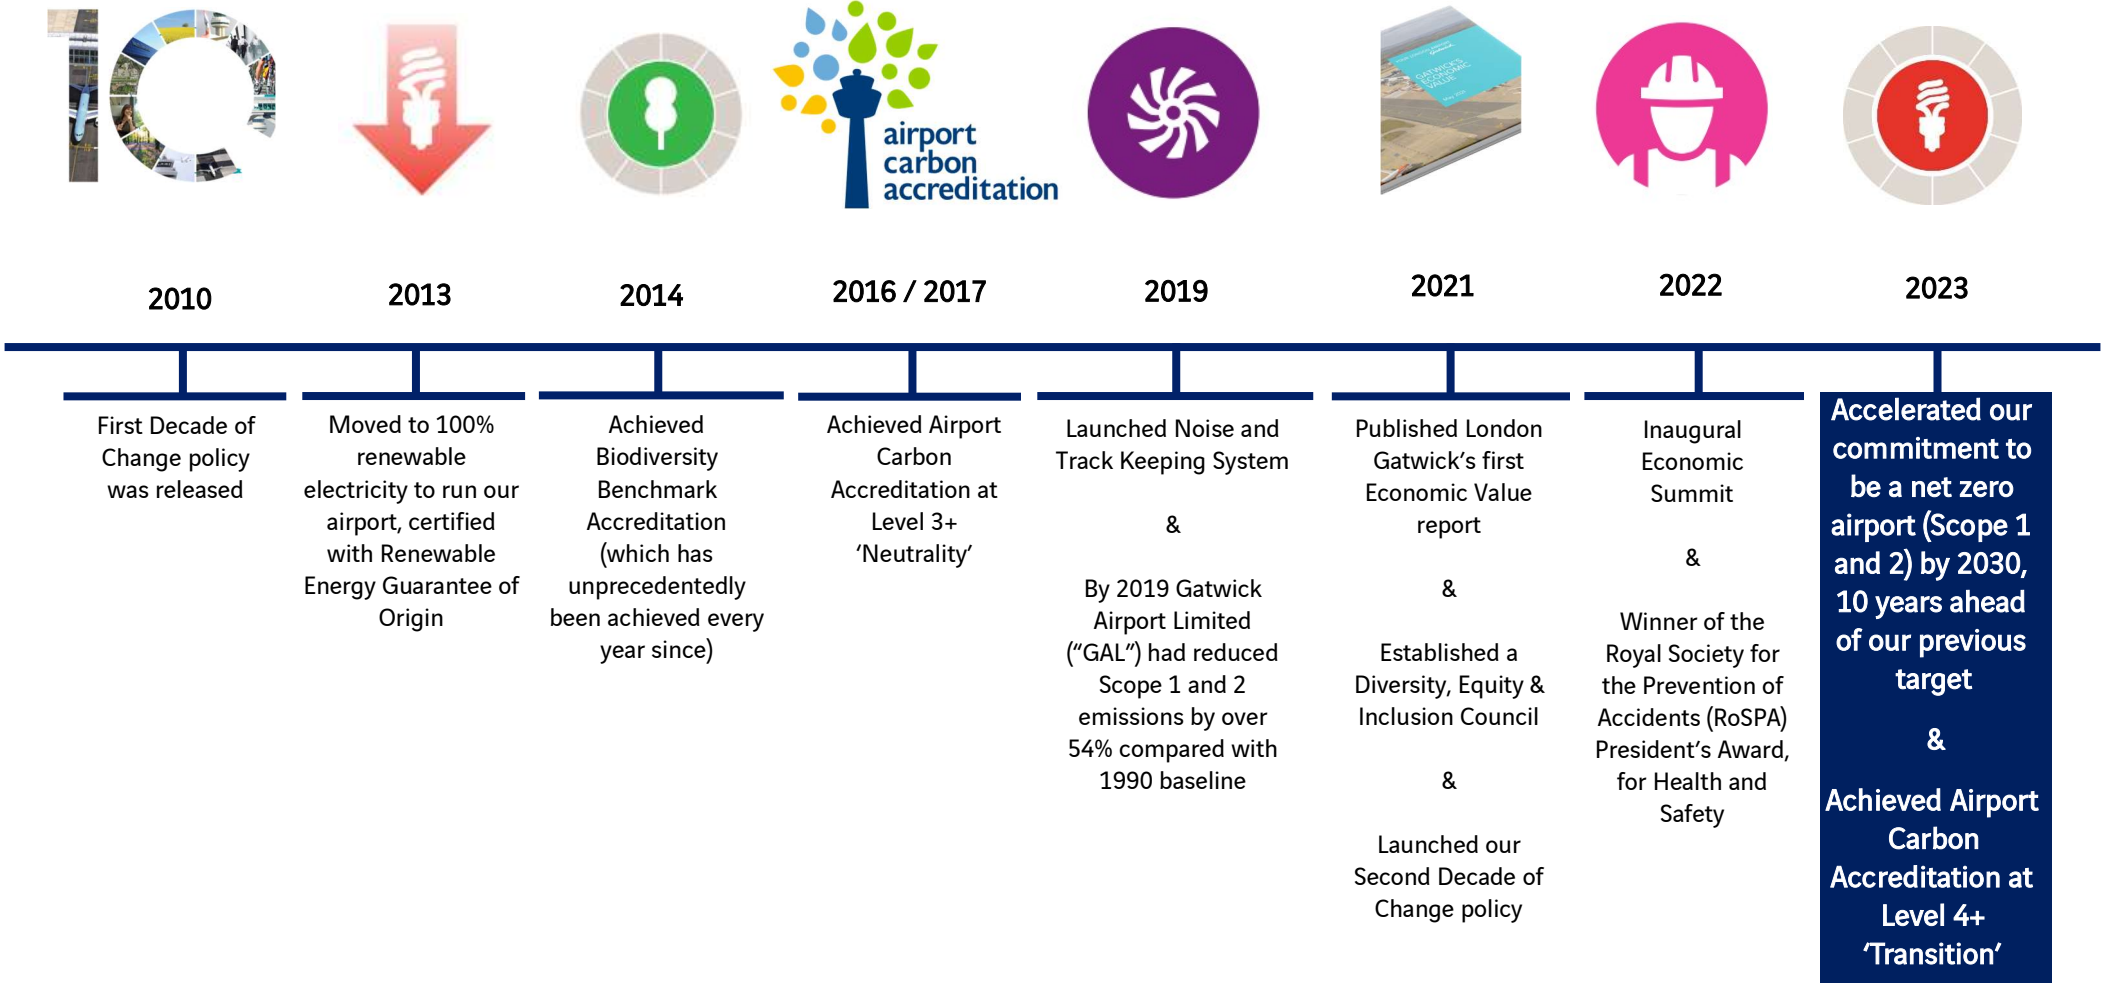 airport
carbon
accreditation
GATWICK'S
ECONOMIC
VALUE
2010
2013
2014
2016 / 2017
2019
2021
2022
2023
First Decade of
Change policy
was released
Moved to 100%
renewable
electricity to run our
airport, certified
with Renewable
Energy Guarantee of
Origin
Achieved
Biodiversity
Benchmark
Accreditation
(which has
unprecedentedly
been achieved every
year since)
Achieved Airport
Carbon
Accreditation at
Level 3+
‘Neutrality’
Launched Noise and
Track Keeping System
&
By 2019 Gatwick
Airport Limited
(“GAL”) had reduced
Scope 1 and 2
emissions by over
54% compared with
1990 baseline
Published London
Gatwick’s first
Economic Value
report
&
Established a
Diversity, Equity &
Inclusion Council
&
Launched our
Second Decade of
Change policy
Inaugural
Economic
Summit
&
Winner of the
Royal Society for
the Prevention of
Accidents (RoSPA)
President’s Award,
for Health and
Safety
Accelerated our
commitment to
be a net zero
airport (Scope 1
and 2) by 2030,
10 years ahead
of our previous
target
&
Achieved Airport
Carbon
Accreditation at
Level 4+
‘Transition’